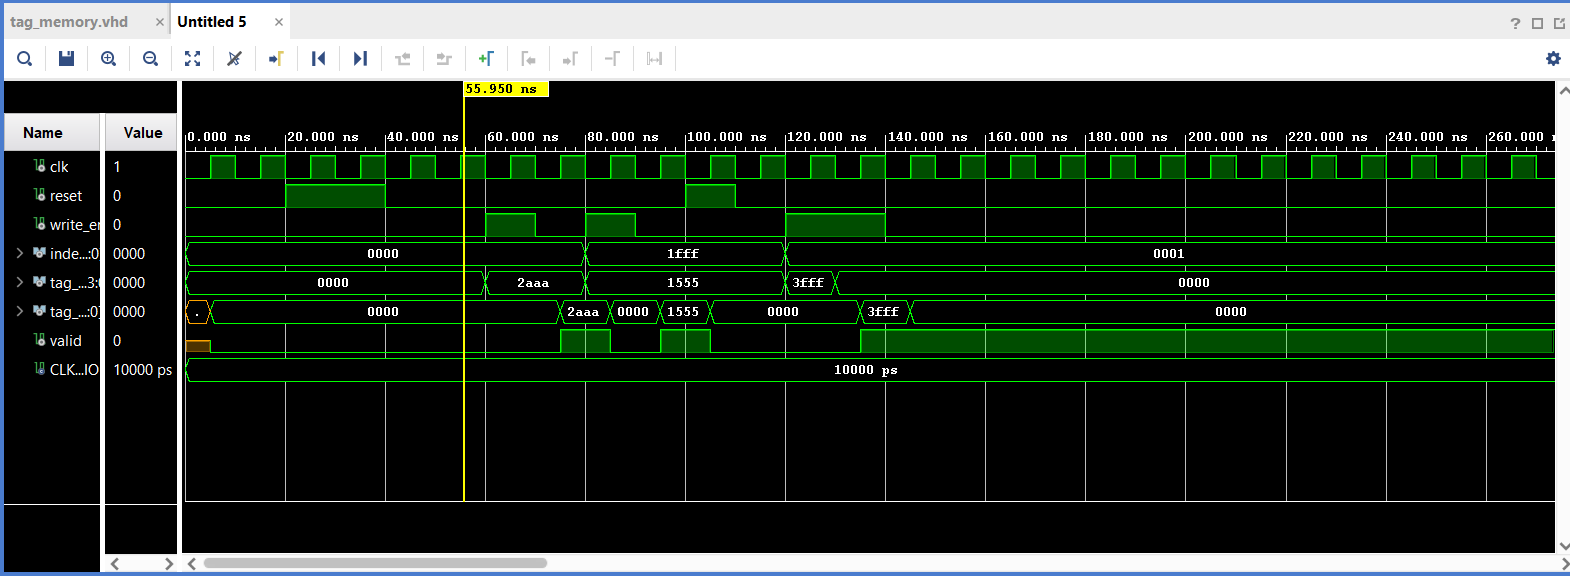 tag_memory.vhd × Untitled 5 ×
?
55.950 ns
Name Value
0.000 ns 20.000 ns 40.000 ns 60.000 ns 80.000 ns 100.000 ns 120.000 ns 140.000 ns 160.000 ns 180.000 ns 200.000 ns 220.000 ns 240.000 ns 260.000
clk 1
reset 0
write_en 0
inde...:0] 0000 0000 1fff 0001
tag_...3:0 0000 0000 2aaa 1555 3fff 0000
tag_...:0] 0000 . 0000 2aaa 0000 1555 0000 3fff 0000
valid 0
CLK...IO 10000 ps 10000 ps